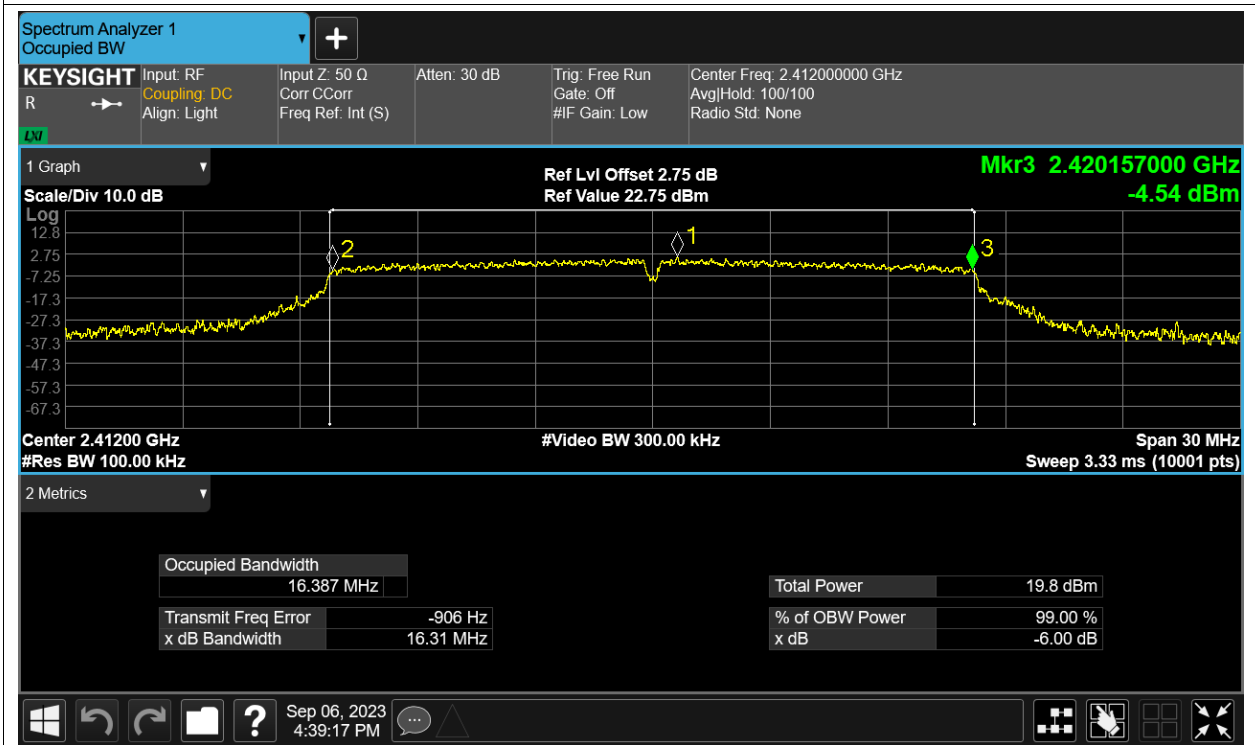 Spectrum Analyzer 1
Occupied BW
KEYSIGHT
R
LXI
Input: RF
Coupling: DC
Align: Light
Input Z: 50 Ω
Corr CCorr
Freq Ref: Int (S)
Atten: 30 dB
Trig: Free Run
Gate: Off
#IF Gain: Low
Center Freq: 2.412000000 GHz
Avg|Hold: 100/100
Radio Std: None
1 Graph
Scale/Div 10.0 dB
Ref Lvl Offset 2.75 dB
Ref Value 22.75 dBm
Mkr3 2.420157000 GHz
-4.54 dBm
Log
12.8
2.75
-7.25
-17.3
-27.3
-37.3
-47.3
-57.3
-67.3
2
1
3
Center 2.41200 GHz
#Res BW 100.00 kHz
#Video BW 300.00 kHz
Span 30 MHz
Sweep 3.33 ms (10001 pts)
2 Metrics
Occupied Bandwidth
16.387 MHz
Transmit Freq Error -906 Hz
x dB Bandwidth 16.31 MHz
Total Power 19.8 dBm
% of OBW Power 99.00 %
x dB -6.00 dB
?
Sep 06, 2023
4:39:17 PM